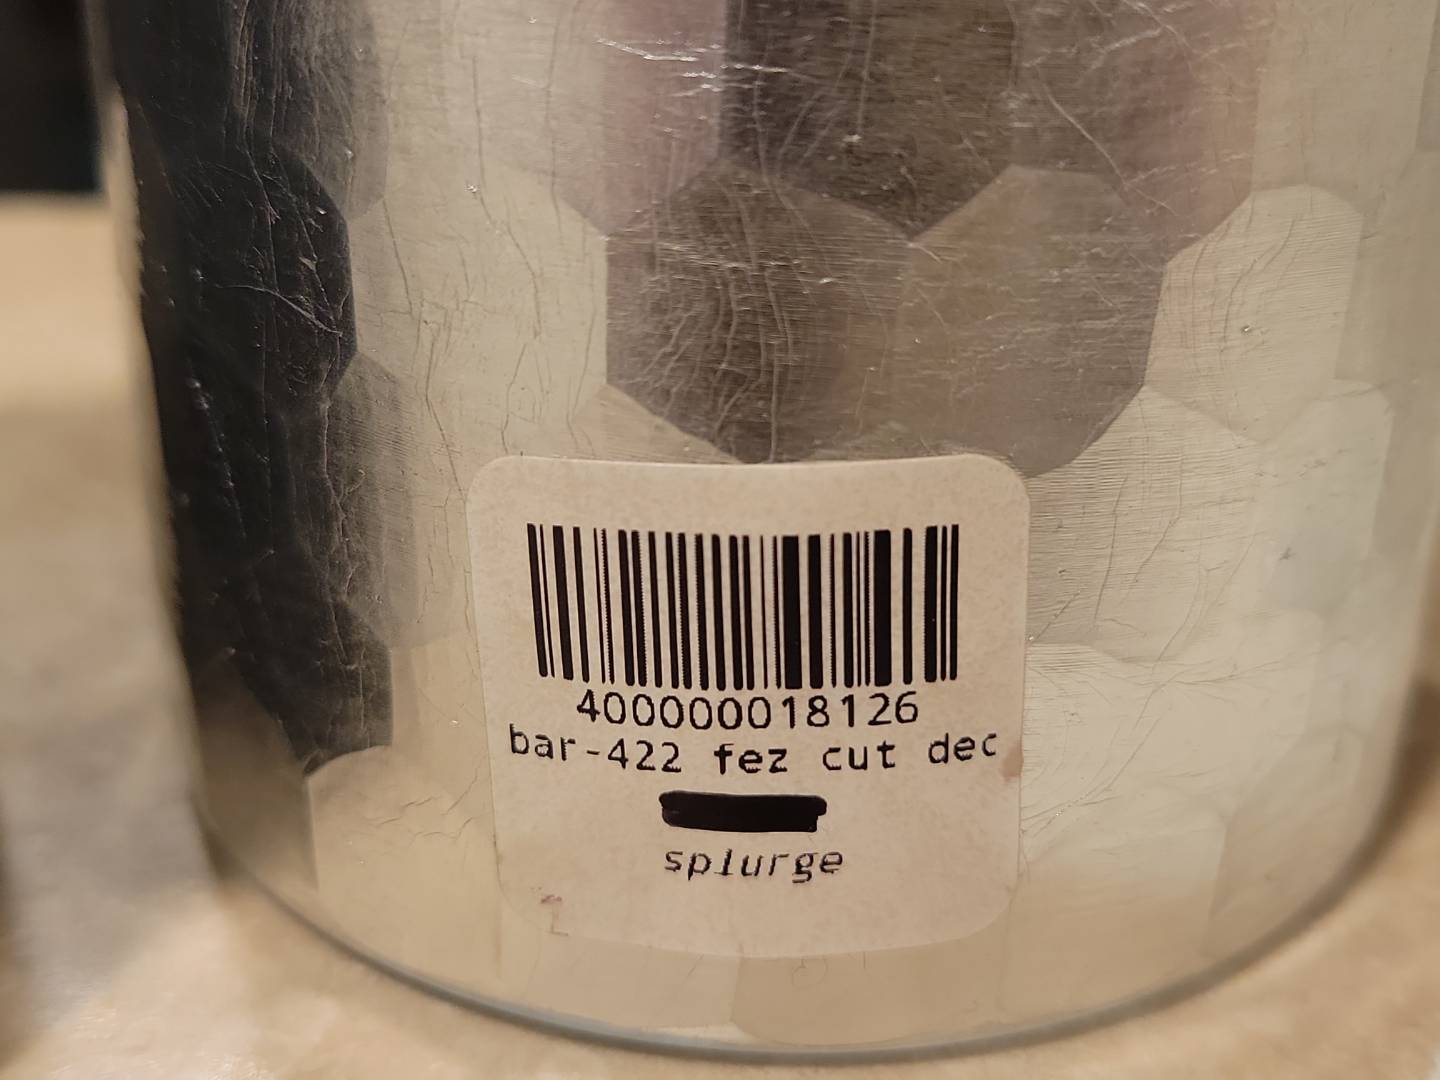 400000018126
bar-422 fez cut dec
splurge